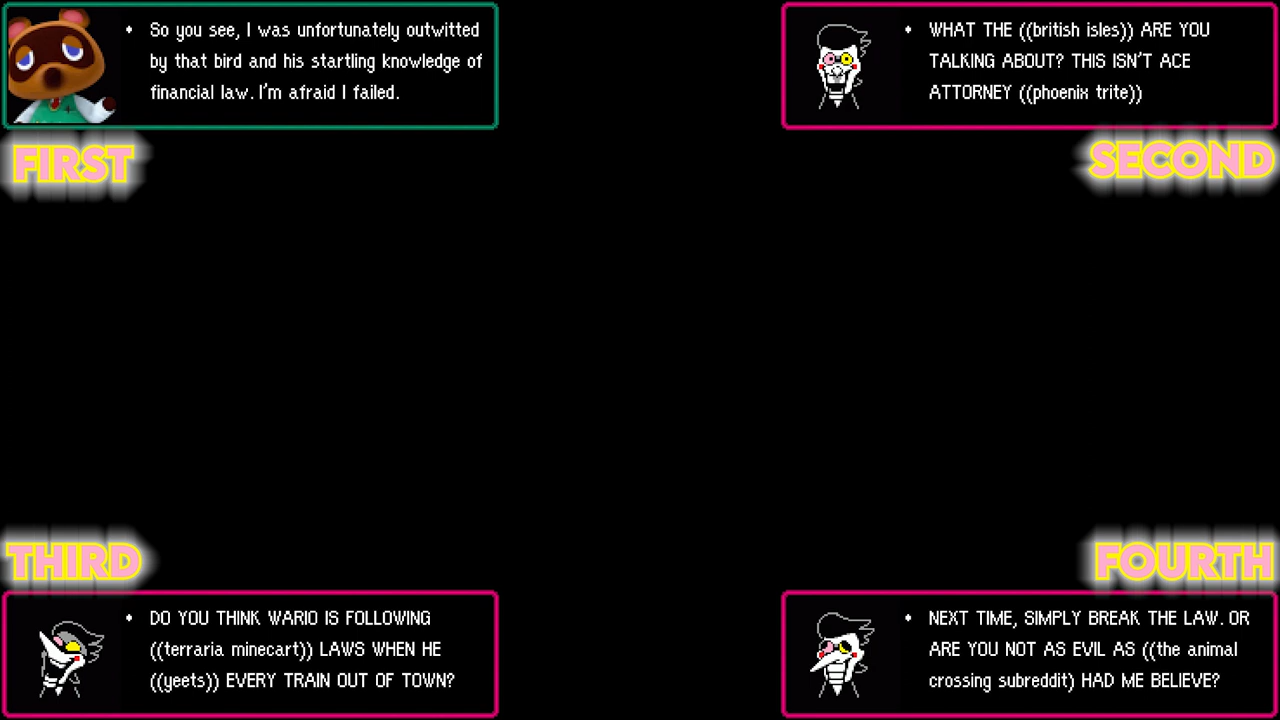 • So you see, I was unfortunately outwitted
by that bird and his startling knowledge of
financial law. I'm afraid I failed.
FIRST
• WHAT THE ((british isles)) ARE YOU
TALKING ABOUT? THIS ISN'T ACE
ATTORNEY ((phoenix trite))
SECOND
THIRD
• DO YOU THINK WARIO IS FOLLOWING
((terraria minecart)) LAWS WHEN HE
((yeets)) EVERY TRAIN OUT OF TOWN?
FOURTH
• NEXT TIME, SIMPLY BREAK THE LAW. OR
ARE YOU NOT AS EVIL AS ((the animal
crossing subreddit) HAD ME BELIEVE?